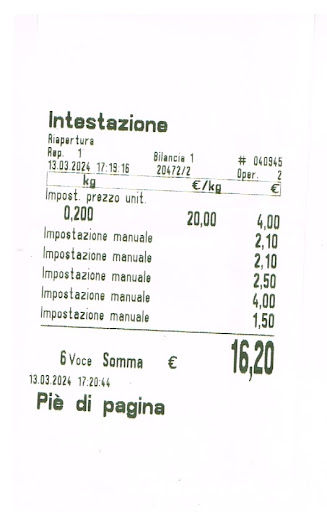 Intestazione
Riapertura
Rep. 1 Bilancia 1 # 040945
13.03.2024 17:19:16 20472/2 Oper. 2
kg €/kg €
Impost. prezzo unit.
0,200 20,00 4,00
Impostazione manuale 2,10
Impostazione manuale 2,10
Impostazione manuale 2,50
Impostazione manuale 4,00
Impostazione manuale 1,50
6 Voce Somma € 16,20
13.03.2024 17:20:44
Piè di pagina